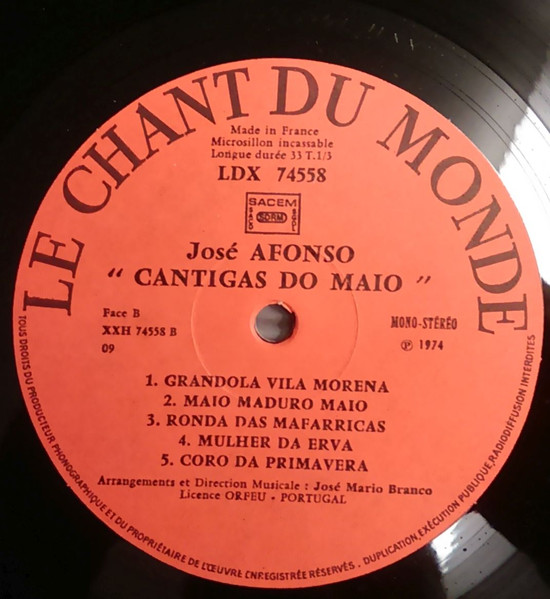 LE CHANT DU MONDE
Made in France
Microsillon incassable
Longue durée 33 T.1/3
LDX 74558
SACEM
SACD
SDRM
SGDL
José AFONSO
" CANTIGAS DO MAIO "
Face B
XXH 74558 B
09
MONO-STÉRÉO
Ⓟ 1974
1. GRANDOLA VILA MORENA
2. MAIO MADURO MAIO
3. RONDA DAS MAFARRICAS
4. MULHER DA ERVA
5. CORO DA PRIMAVERA
Arrangements et Direction Musicale : José Mario Branco
Licence ORFEU - PORTUGAL
TOUS DROITS DU PRODUCTEUR PHONOGRAPHIQUE ET DU PROPRIÉTAIRE DE L'ŒUVRE ENREGISTRÉE RÉSERVÉS. DUPLICATION, EXÉCUTION PUBLIQUE, RADIODIFFUSION INTERDITES